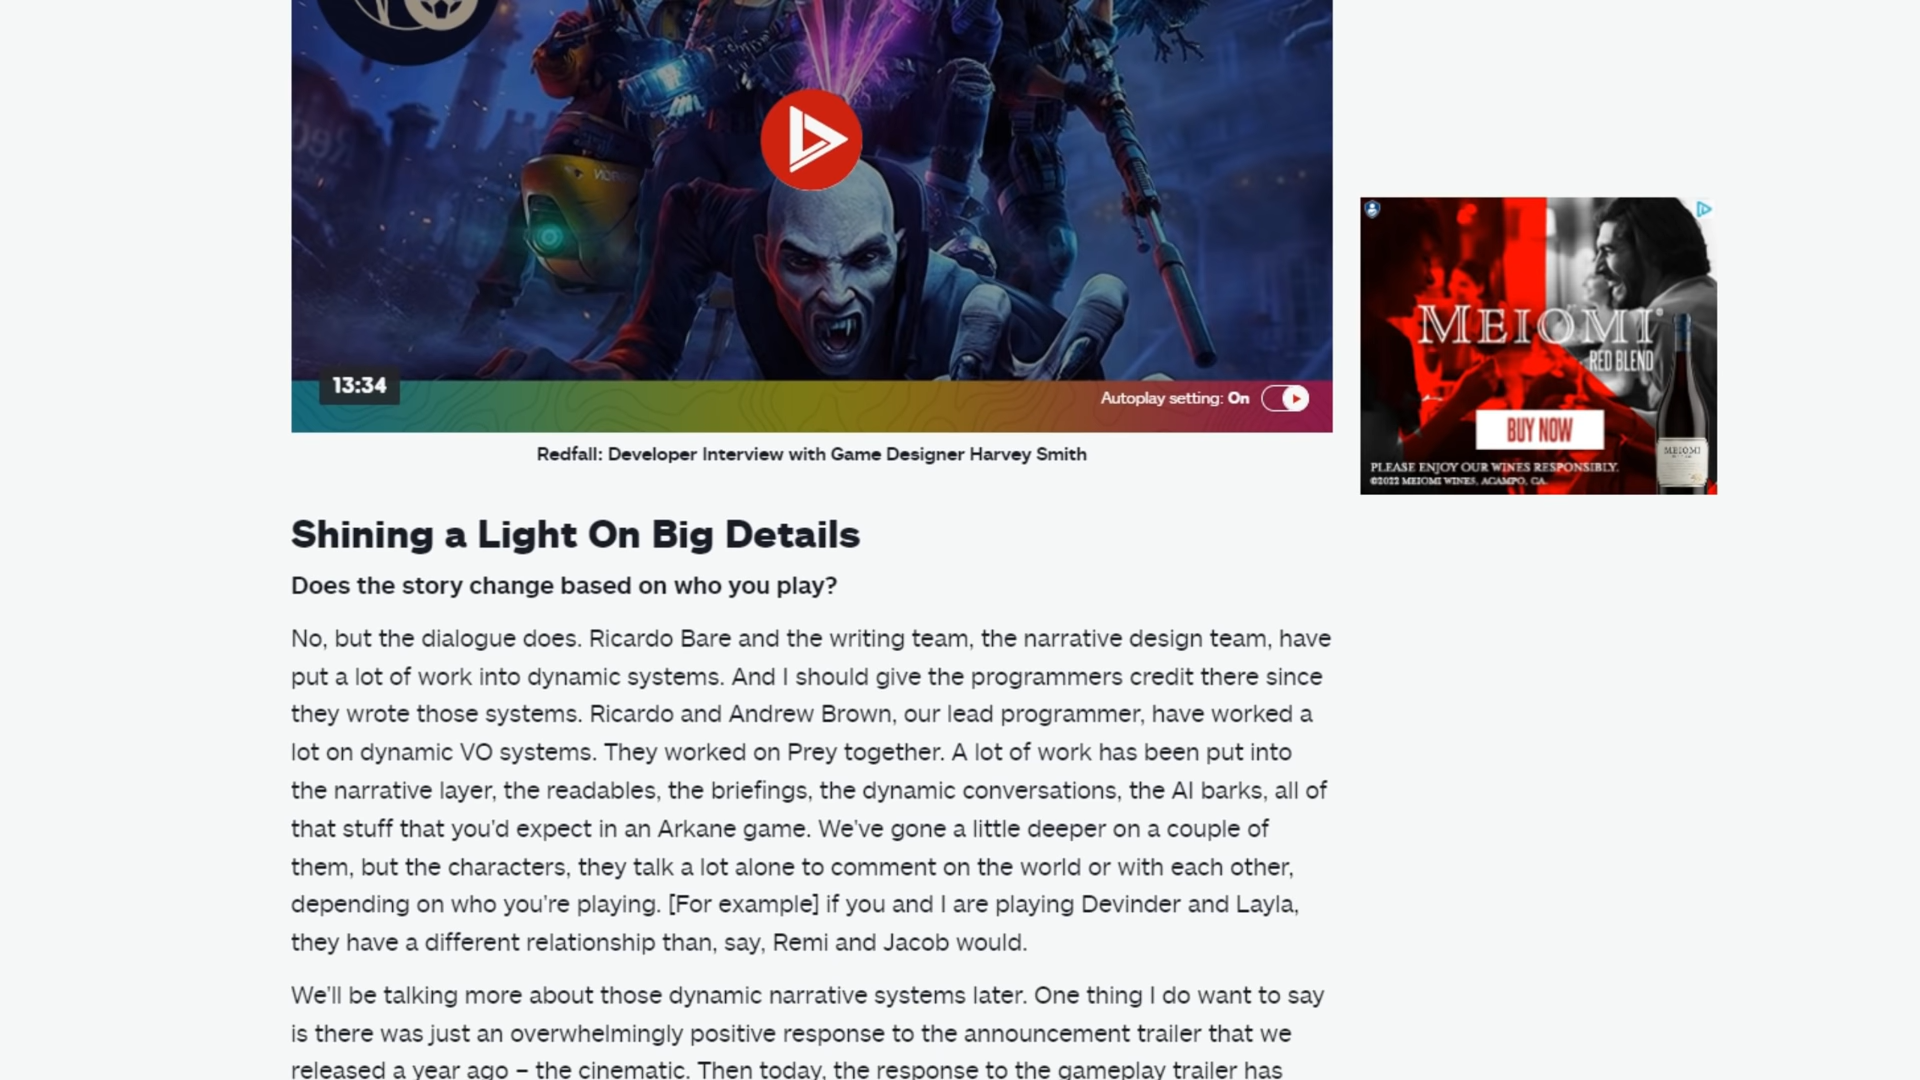 13:34
Autoplay setting: On
Redfall: Developer Interview with Game Designer Harvey Smith
MEIOMI®
RED BLEND
BUY NOW
MEIOMI
PLEASE ENJOY OUR WINES RESPONSIBLY.
©2022 MEIOMI WINES, ACAMPO, CA.
Shining a Light On Big Details
Does the story change based on who you play?
No, but the dialogue does. Ricardo Bare and the writing team, the narrative design team, have
put a lot of work into dynamic systems. And I should give the programmers credit there since
they wrote those systems. Ricardo and Andrew Brown, our lead programmer, have worked a
lot on dynamic VO systems. They worked on Prey together. A lot of work has been put into
the narrative layer, the readables, the briefings, the dynamic conversations, the AI barks, all of
that stuff that you'd expect in an Arkane game. We've gone a little deeper on a couple of
them, but the characters, they talk a lot alone to comment on the world or with each other,
depending on who you're playing. [For example] if you and I are playing Devinder and Layla,
they have a different relationship than, say, Remi and Jacob would.
We'll be talking more about those dynamic narrative systems later. One thing I do want to say
is there was just an overwhelmingly positive response to the announcement trailer that we
released a year ago – the cinematic. Then today, the response to the gameplay trailer has